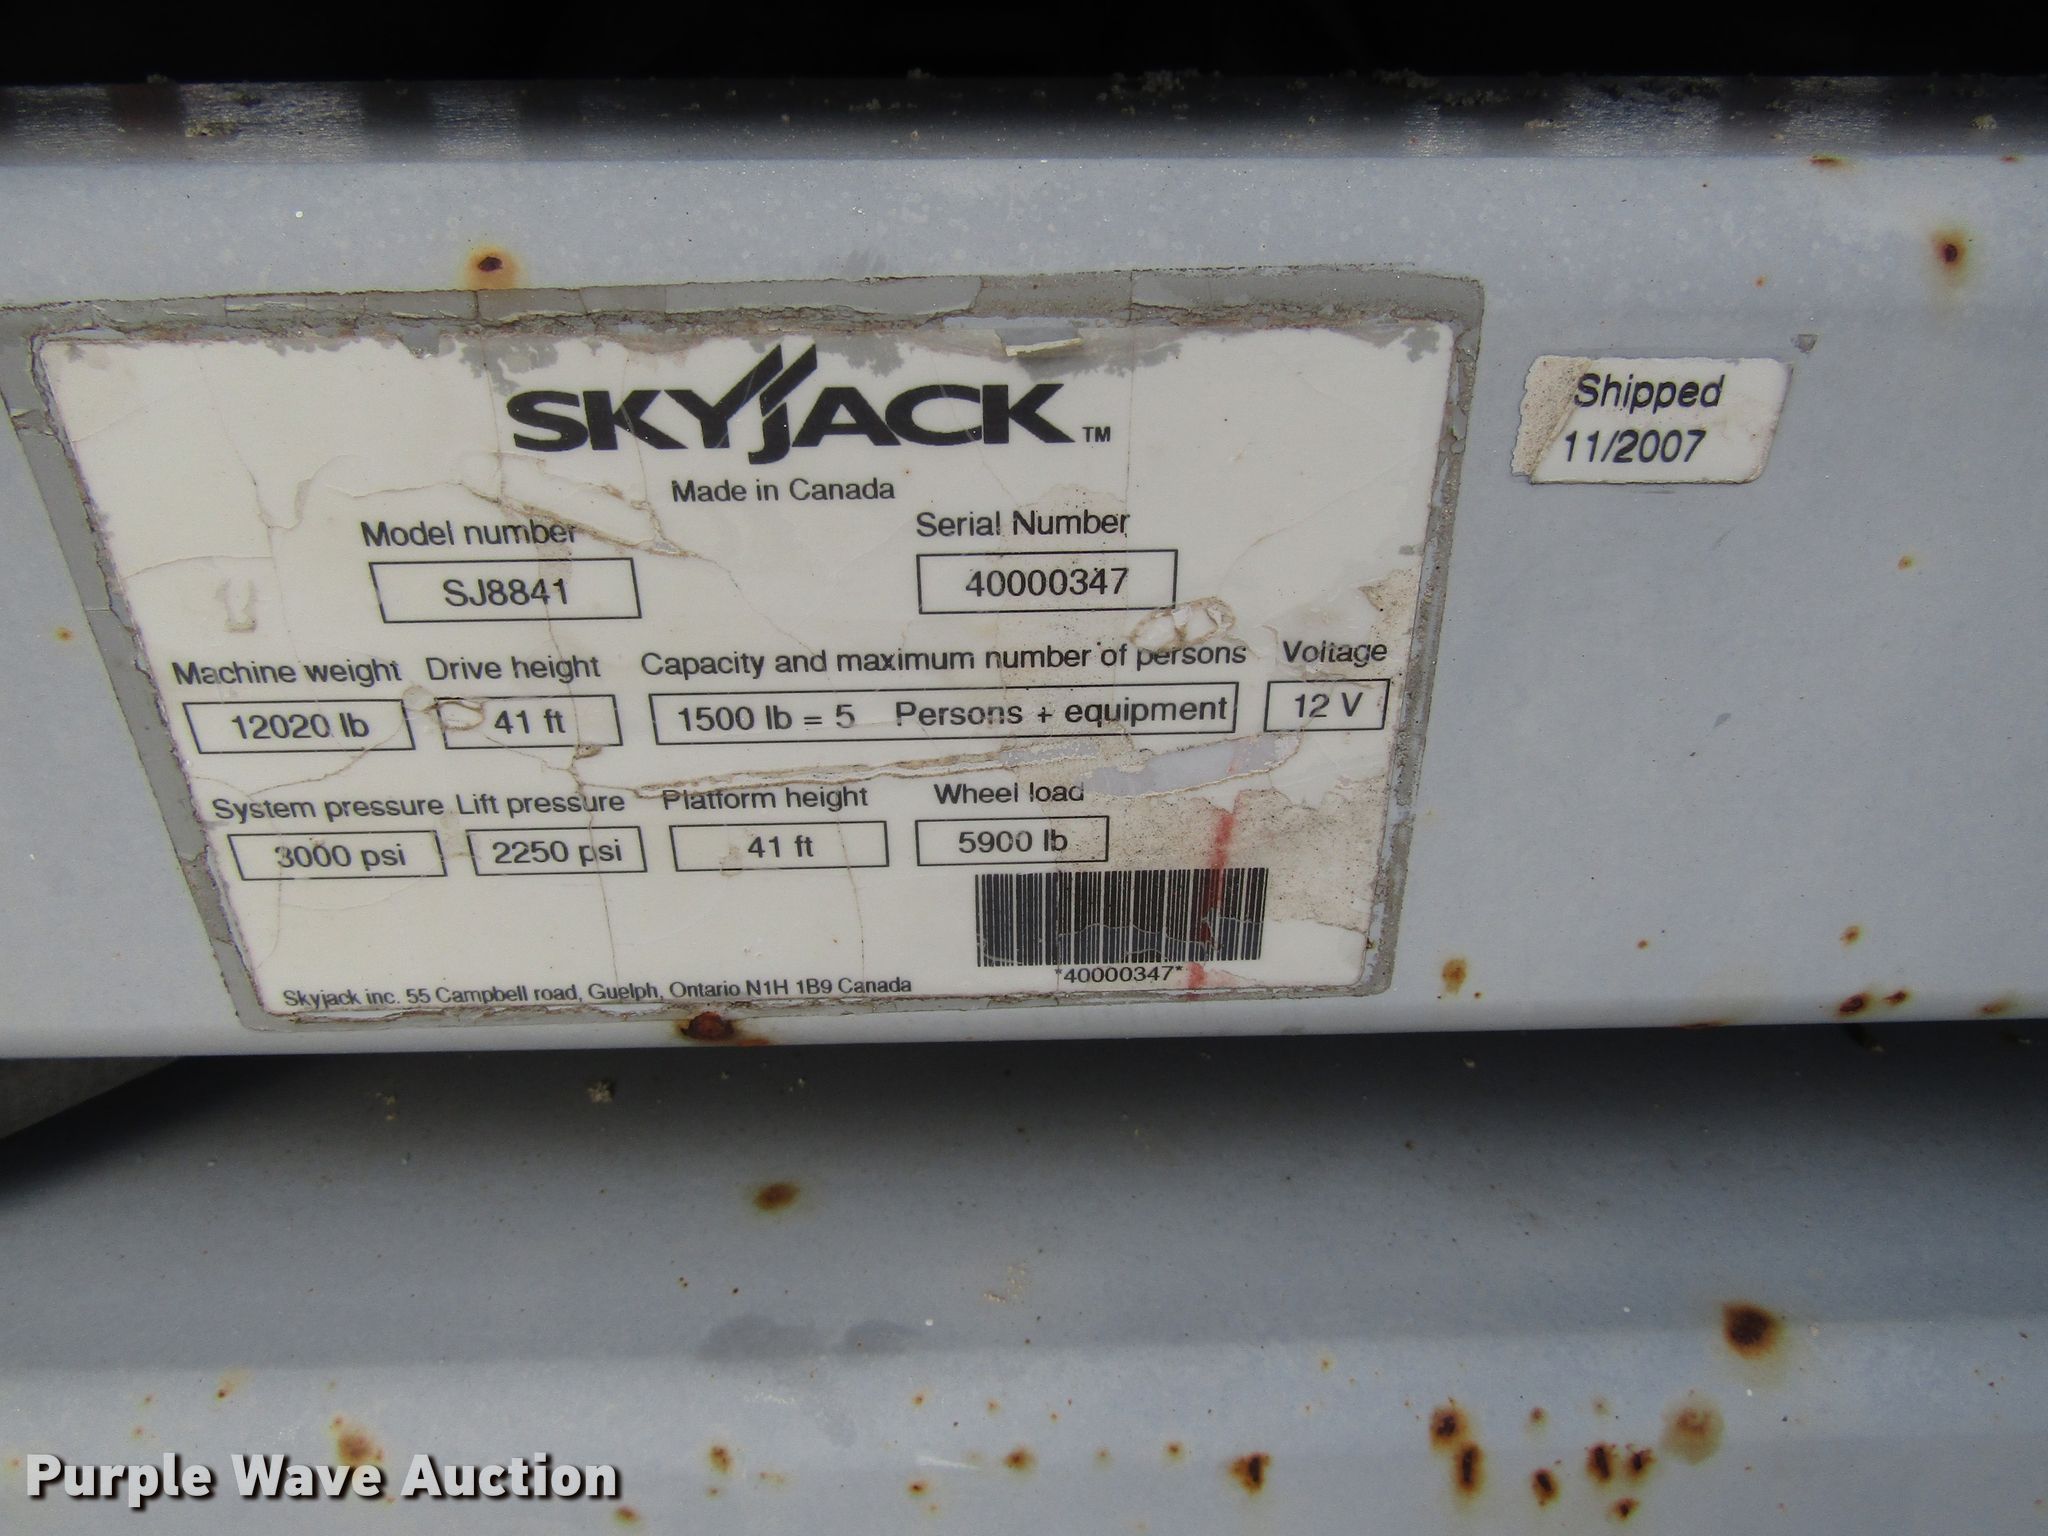 SKYJACK TM
Made in Canada
Model number Serial Number
SJ8841 40000347
Machine weight Drive height Capacity and maximum number of persons Voltage
12020 lb 41 ft 1500 lb = 5 Persons + equipment 12 V
System pressure Lift pressure Platform height Wheel load
3000 psi 2250 psi 41 ft 5900 lb
*40000347*
Skyjack inc. 55 Campbell road, Guelph, Ontario N1H 1B9 Canada
Shipped
11/2007
Purple Wave Auction